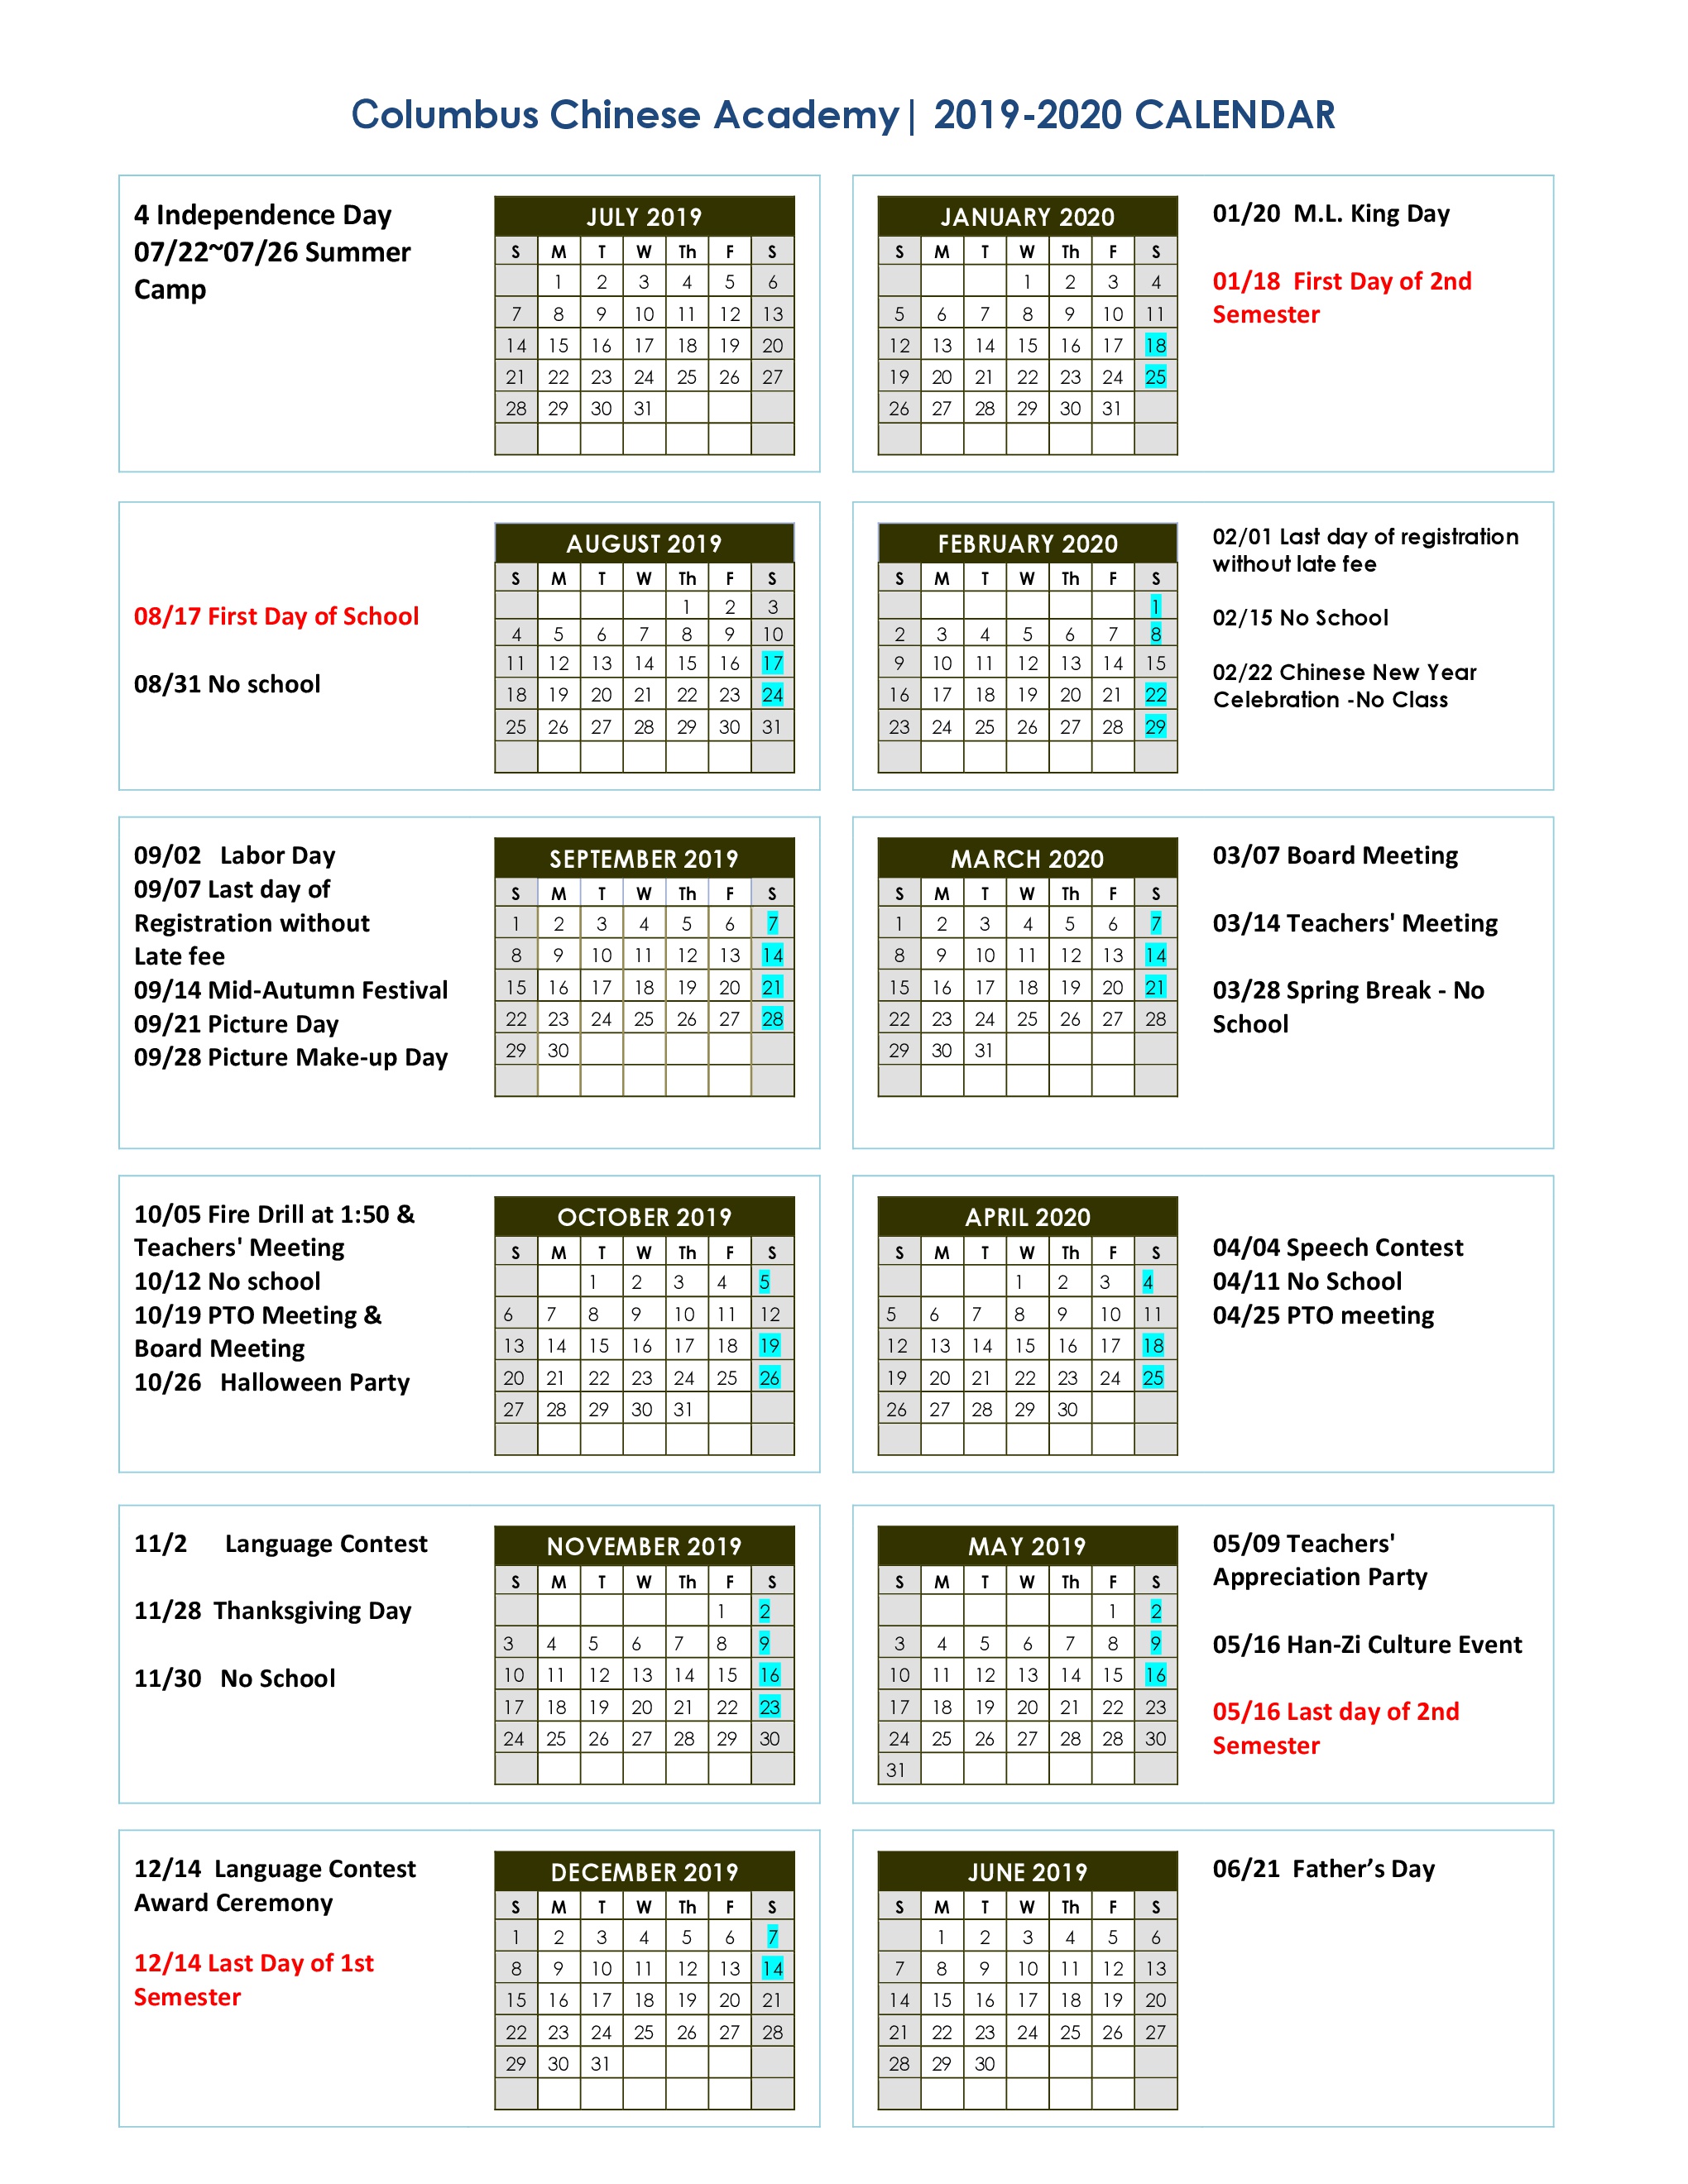 Columbus Chinese Academy| 2019-2020 CALENDAR
4 Independence Day
07/22~07/26 Summer
Camp
JULY 2019
S M T W Th F S
1 2 3 4 5 6
7 8 9 10 11 12 13
14 15 16 17 18 19 20
21 22 23 24 25 26 27
28 29 30 31
JANUARY 2020
S M T W Th F S
1 2 3 4
5 6 7 8 9 10 11
12 13 14 15 16 17 18
19 20 21 22 23 24 25
26 27 28 29 30 31
01/20 M.L. King Day
01/18 First Day of 2nd
Semester
08/17 First Day of School
08/31 No school
AUGUST 2019
S M T W Th F S
1 2 3
4 5 6 7 8 9 10
11 12 13 14 15 16 17
18 19 20 21 22 23 24
25 26 27 28 29 30 31
FEBRUARY 2020
S M T W Th F S
1
2 3 4 5 6 7 8
9 10 11 12 13 14 15
16 17 18 19 20 21 22
23 24 25 26 27 28 29
02/01 Last day of registration
without late fee
02/15 No School
02/22 Chinese New Year
Celebration -No Class
09/02 Labor Day
09/07 Last day of
Registration without
Late fee
09/14 Mid-Autumn Festival
09/21 Picture Day
09/28 Picture Make-up Day
SEPTEMBER 2019
S M T W Th F S
1 2 3 4 5 6 7
8 9 10 11 12 13 14
15 16 17 18 19 20 21
22 23 24 25 26 27 28
29 30
MARCH 2020
S M T W Th F S
1 2 3 4 5 6 7
8 9 10 11 12 13 14
15 16 17 18 19 20 21
22 23 24 25 26 27 28
29 30 31
03/07 Board Meeting
03/14 Teachers' Meeting
03/28 Spring Break - No
School
10/05 Fire Drill at 1:50 &
Teachers' Meeting
10/12 No school
10/19 PTO Meeting &
Board Meeting
10/26 Halloween Party
OCTOBER 2019
S M T W Th F S
1 2 3 4 5
6 7 8 9 10 11 12
13 14 15 16 17 18 19
20 21 22 23 24 25 26
27 28 29 30 31
APRIL 2020
S M T W Th F S
1 2 3 4
5 6 7 8 9 10 11
12 13 14 15 16 17 18
19 20 21 22 23 24 25
26 27 28 29 30
04/04 Speech Contest
04/11 No School
04/25 PTO meeting
11/2 Language Contest
11/28 Thanksgiving Day
11/30 No School
NOVEMBER 2019
S M T W Th F S
1 2
3 4 5 6 7 8 9
10 11 12 13 14 15 16
17 18 19 20 21 22 23
24 25 26 27 28 29 30
MAY 2019
S M T W Th F S
1 2
3 4 5 6 7 8 9
10 11 12 13 14 15 16
17 18 19 20 21 22 23
24 25 26 27 28 28 30
31
05/09 Teachers'
Appreciation Party
05/16 Han-Zi Culture Event
05/16 Last day of 2nd
Semester
12/14 Language Contest
Award Ceremony
12/14 Last Day of 1st
Semester
DECEMBER 2019
S M T W Th F S
1 2 3 4 5 6 7
8 9 10 11 12 13 14
15 16 17 18 19 20 21
22 23 24 25 26 27 28
29 30 31
JUNE 2019
S M T W Th F S
1 2 3 4 5 6
7 8 9 10 11 12 13
14 15 16 17 18 19 20
21 22 23 24 25 26 27
28 29 30
06/21 Father’s Day